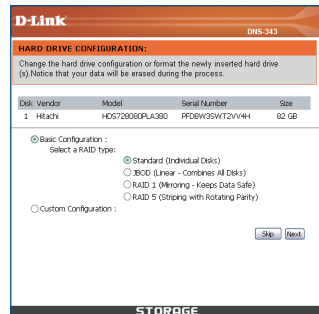 D-Link
DNS-343
HARD DRIVE CONFIGURATION:
Change the hard drive configuration or format the newly inserted hard drive
(s).Notice that your data will be erased during the process.
Disk Vendor Model Serial Number Size
1 Hitachi HDS728080PLA380 PFDBW3SWT2VV4H 82 GB
Basic Configuration :
Select a RAID type:
Standard (Individual Disks)
JBOD (Linear - Combines All Disks)
RAID 1 (Mirroring - Keeps Data Safe)
RAID 5 (Striping with Rotating Parity)
Custom Configuration :
Skip Next
STORAGE